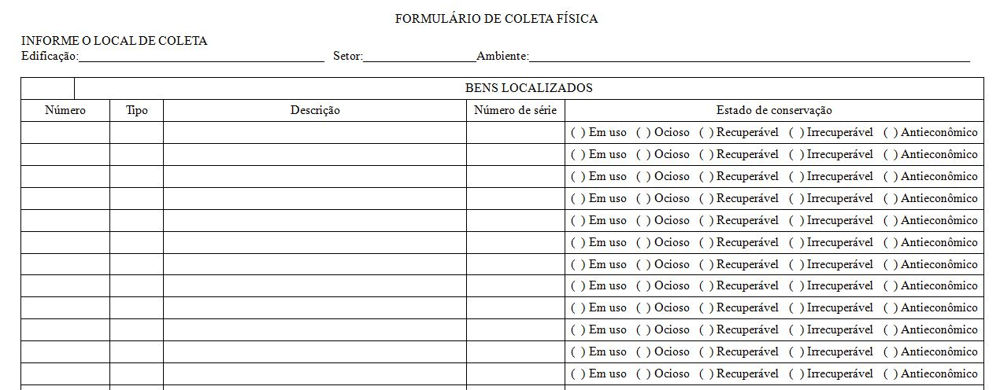 FORMULÁRIO DE COLETA FÍSICA
INFORME O LOCAL DE COLETA
Edificação:_______________________________________ Setor:__________________Ambiente:______________________________________________________________________
BENS LOCALIZADOS
Número Tipo Descrição Número de série Estado de conservação
( ) Em uso ( ) Ocioso ( ) Recuperável ( ) Irrecuperável ( ) Antieconômico
( ) Em uso ( ) Ocioso ( ) Recuperável ( ) Irrecuperável ( ) Antieconômico
( ) Em uso ( ) Ocioso ( ) Recuperável ( ) Irrecuperável ( ) Antieconômico
( ) Em uso ( ) Ocioso ( ) Recuperável ( ) Irrecuperável ( ) Antieconômico
( ) Em uso ( ) Ocioso ( ) Recuperável ( ) Irrecuperável ( ) Antieconômico
( ) Em uso ( ) Ocioso ( ) Recuperável ( ) Irrecuperável ( ) Antieconômico
( ) Em uso ( ) Ocioso ( ) Recuperável ( ) Irrecuperável ( ) Antieconômico
( ) Em uso ( ) Ocioso ( ) Recuperável ( ) Irrecuperável ( ) Antieconômico
( ) Em uso ( ) Ocioso ( ) Recuperável ( ) Irrecuperável ( ) Antieconômico
( ) Em uso ( ) Ocioso ( ) Recuperável ( ) Irrecuperável ( ) Antieconômico
( ) Em uso ( ) Ocioso ( ) Recuperável ( ) Irrecuperável ( ) Antieconômico
( ) Em uso ( ) Ocioso ( ) Recuperável ( ) Irrecuperável ( ) Antieconômico